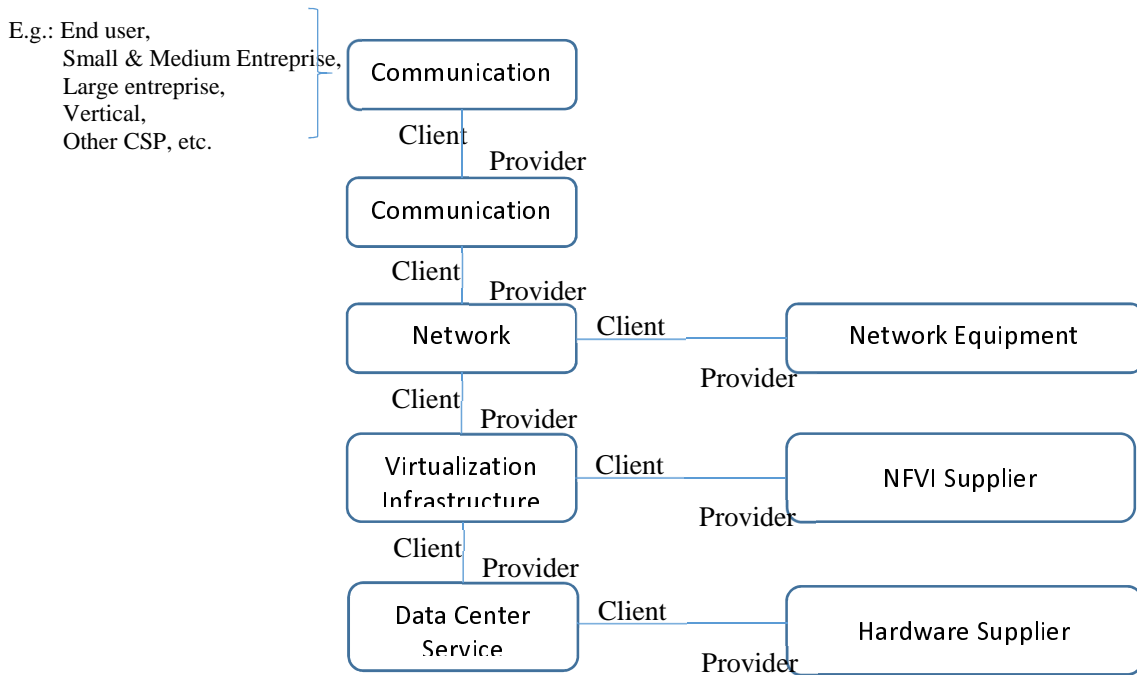 E.g.: End user,
Small & Medium Entreprise,
Large entreprise,
Vertical,
Other CSP, etc.
Communication
Client
Provider
Communication
Client
Provider
Network
Client
Provider
Network Equipment
Client
Provider
Virtualization
Infrastructure
Client
Provider
NFVI Supplier
Client
Provider
Data Center
Service
Client
Provider
Hardware Supplier